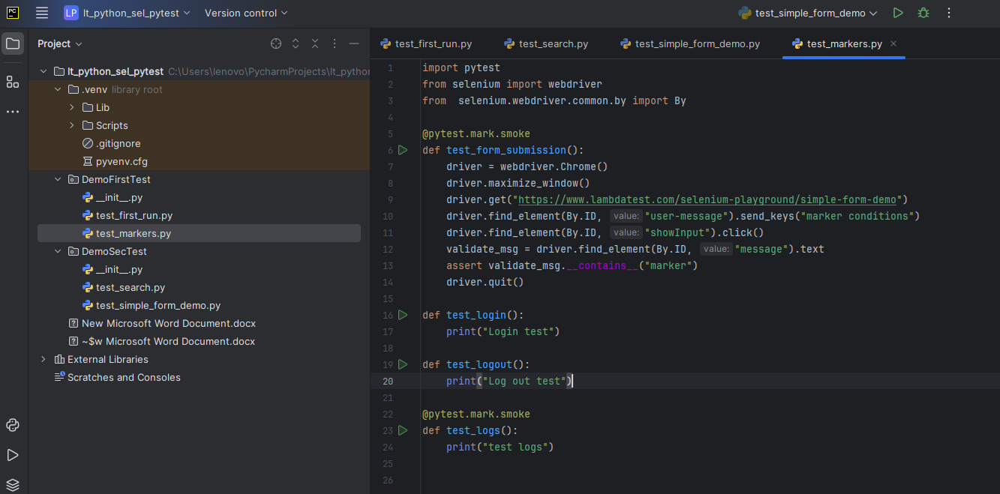 PC
LP lt_python_sel_pytest Version control test_simple_form_demo
Project
lt_python_sel_pytest C:\Users\lenovo\PycharmProjects\lt_python
.venv library root
Lib
Scripts
.gitignore
pyvenv.cfg
DemoFirstTest
__init__.py
test_first_run.py
test_markers.py
DemoSecTest
__init__.py
test_search.py
test_simple_form_demo.py
New Microsoft Word Document.docx
~$w Microsoft Word Document.docx
External Libraries
Scratches and Consoles
test_first_run.py test_search.py test_simple_form_demo.py test_markers.py
1 import pytest
2 from selenium import webdriver
3 from  selenium.webdriver.common.by import By
4
5 @pytest.mark.smoke
6 def test_form_submission():
7     driver = webdriver.Chrome()
8     driver.maximize_window()
9     driver.get("https://www.lambdatest.com/selenium-playground/simple-form-demo")
10     driver.find_element(By.ID, value: "user-message").send_keys("marker conditions")
11     driver.find_element(By.ID, value: "showInput").click()
12     validate_msg = driver.find_element(By.ID, value: "message").text
13     assert validate_msg.__contains__("marker")
14     driver.quit()
15
16 def test_login():
17     print("Login test")
18
19 def test_logout():
20     print("Log out test")
21
22 @pytest.mark.smoke
23 def test_logs():
24     print("test logs")
25
26